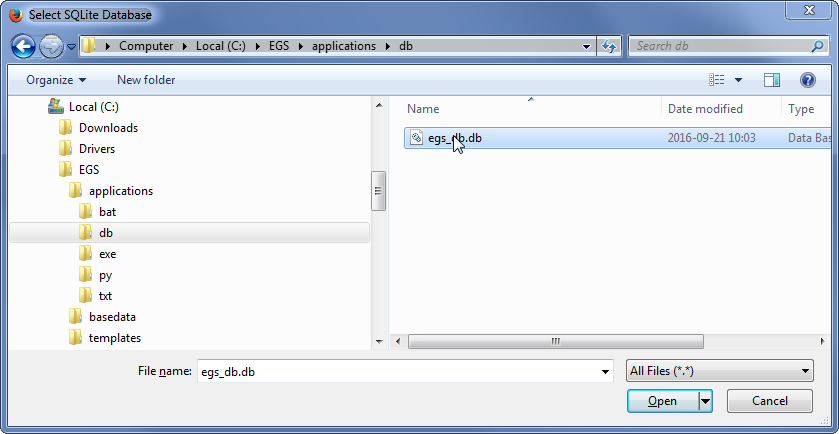 Select SQLite Database
Computer Local (C:) EGS applications db
Search db
Organize New folder
Local (C:)
Downloads
Drivers
EGS
applications
bat
db
exe
py
txt
basedata
templates
Name Date modified Type
egs_db.db 2016-09-21 10:03 Data Bas
File name: egs_db.db All Files (*.*)
Open Cancel